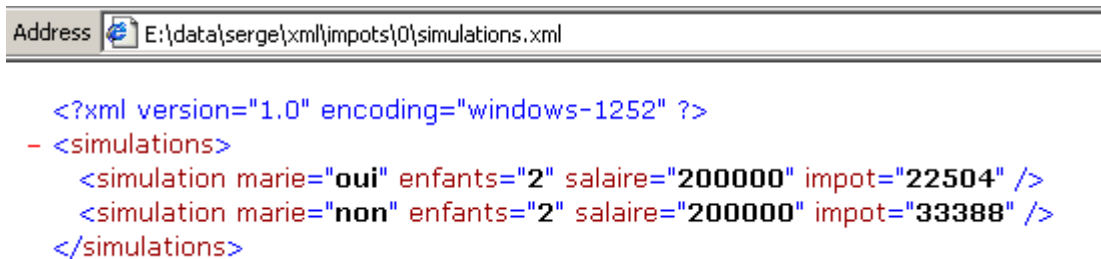 Address E:\data\serge\xml\impots\0\simulations.xml
<?xml version="1.0" encoding="windows-1252" ?>
- <simulations>
<simulation marie="oui" enfants="2" salaire="200000" impot="22504" />
<simulation marie="non" enfants="2" salaire="200000" impot="33388" />
</simulations>